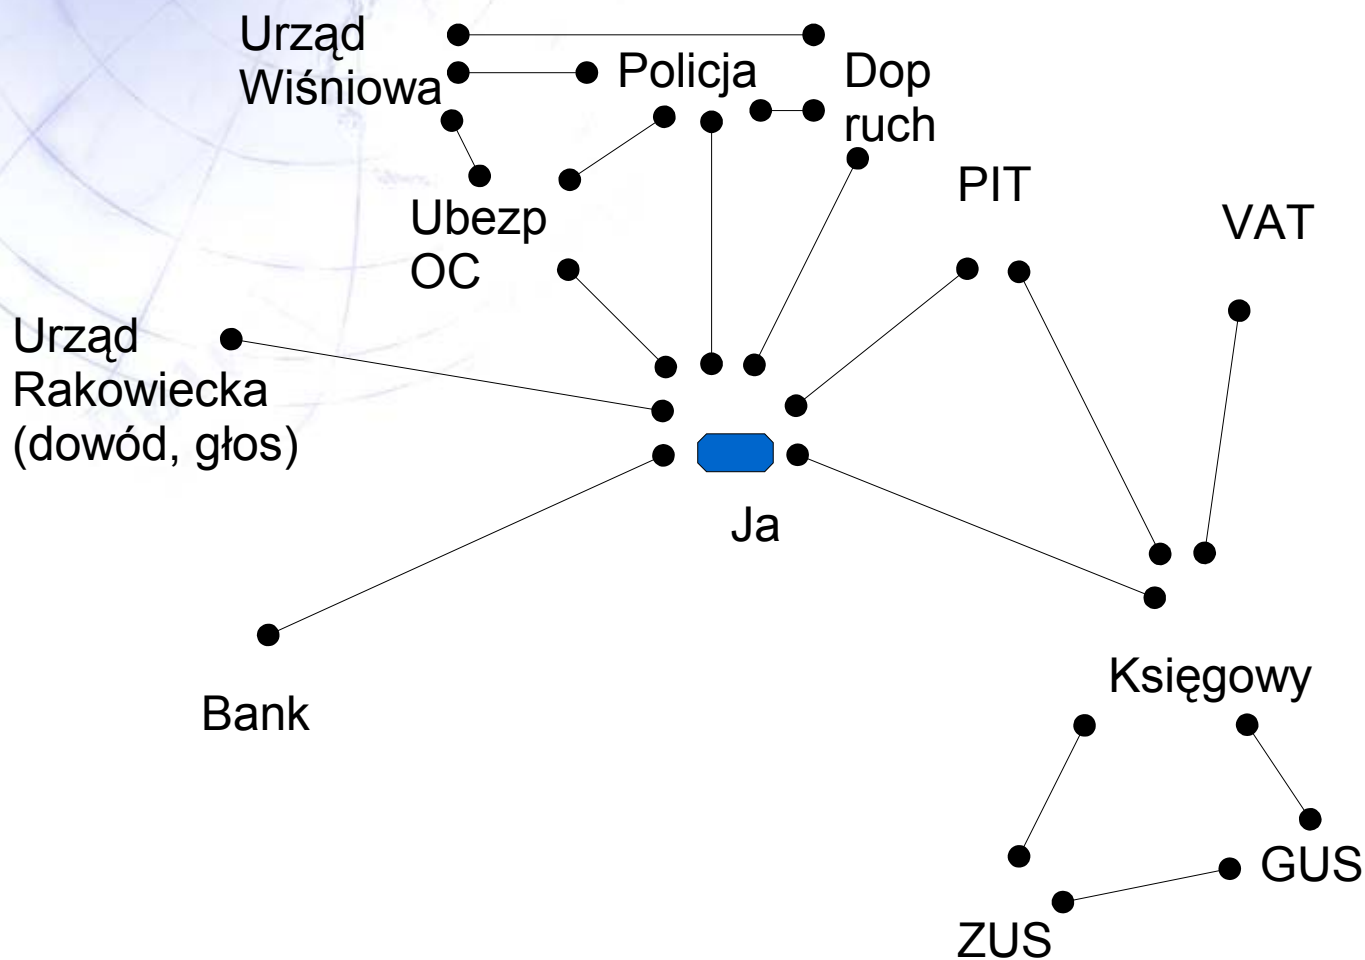 Urząd
Wiśniowa
Policja
Dop
ruch
PIT
VAT
Ubezp
OC
Urząd
Rakowiecka
(dowód, głos)
Ja
Bank
Księgowy
GUS
ZUS